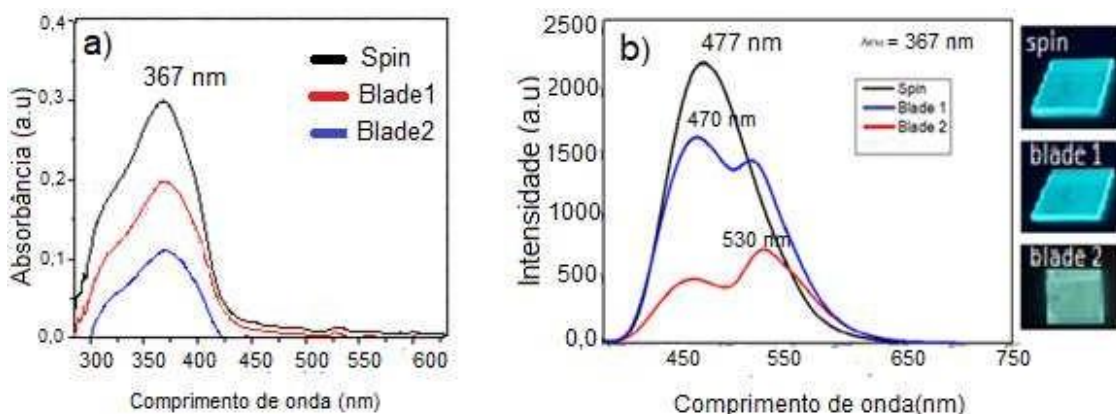 a)
367 nm
Spin
Blade1
Blade2
Absorbância (a.u)
0.4
0.3
0.2
0.1
0.0
300 350 400 450 500 550 600
Comprimento de onda (nm)
b)
477 nm
= 367 nm
470 nm
530 nm
Spin
Blade 1
Blade 2
Intensidade (a.u)
2500
2000
1500
1000
500
0.0
450 550 650 750
Comprimento de onda(nm)
spin
blade 1
blade 2